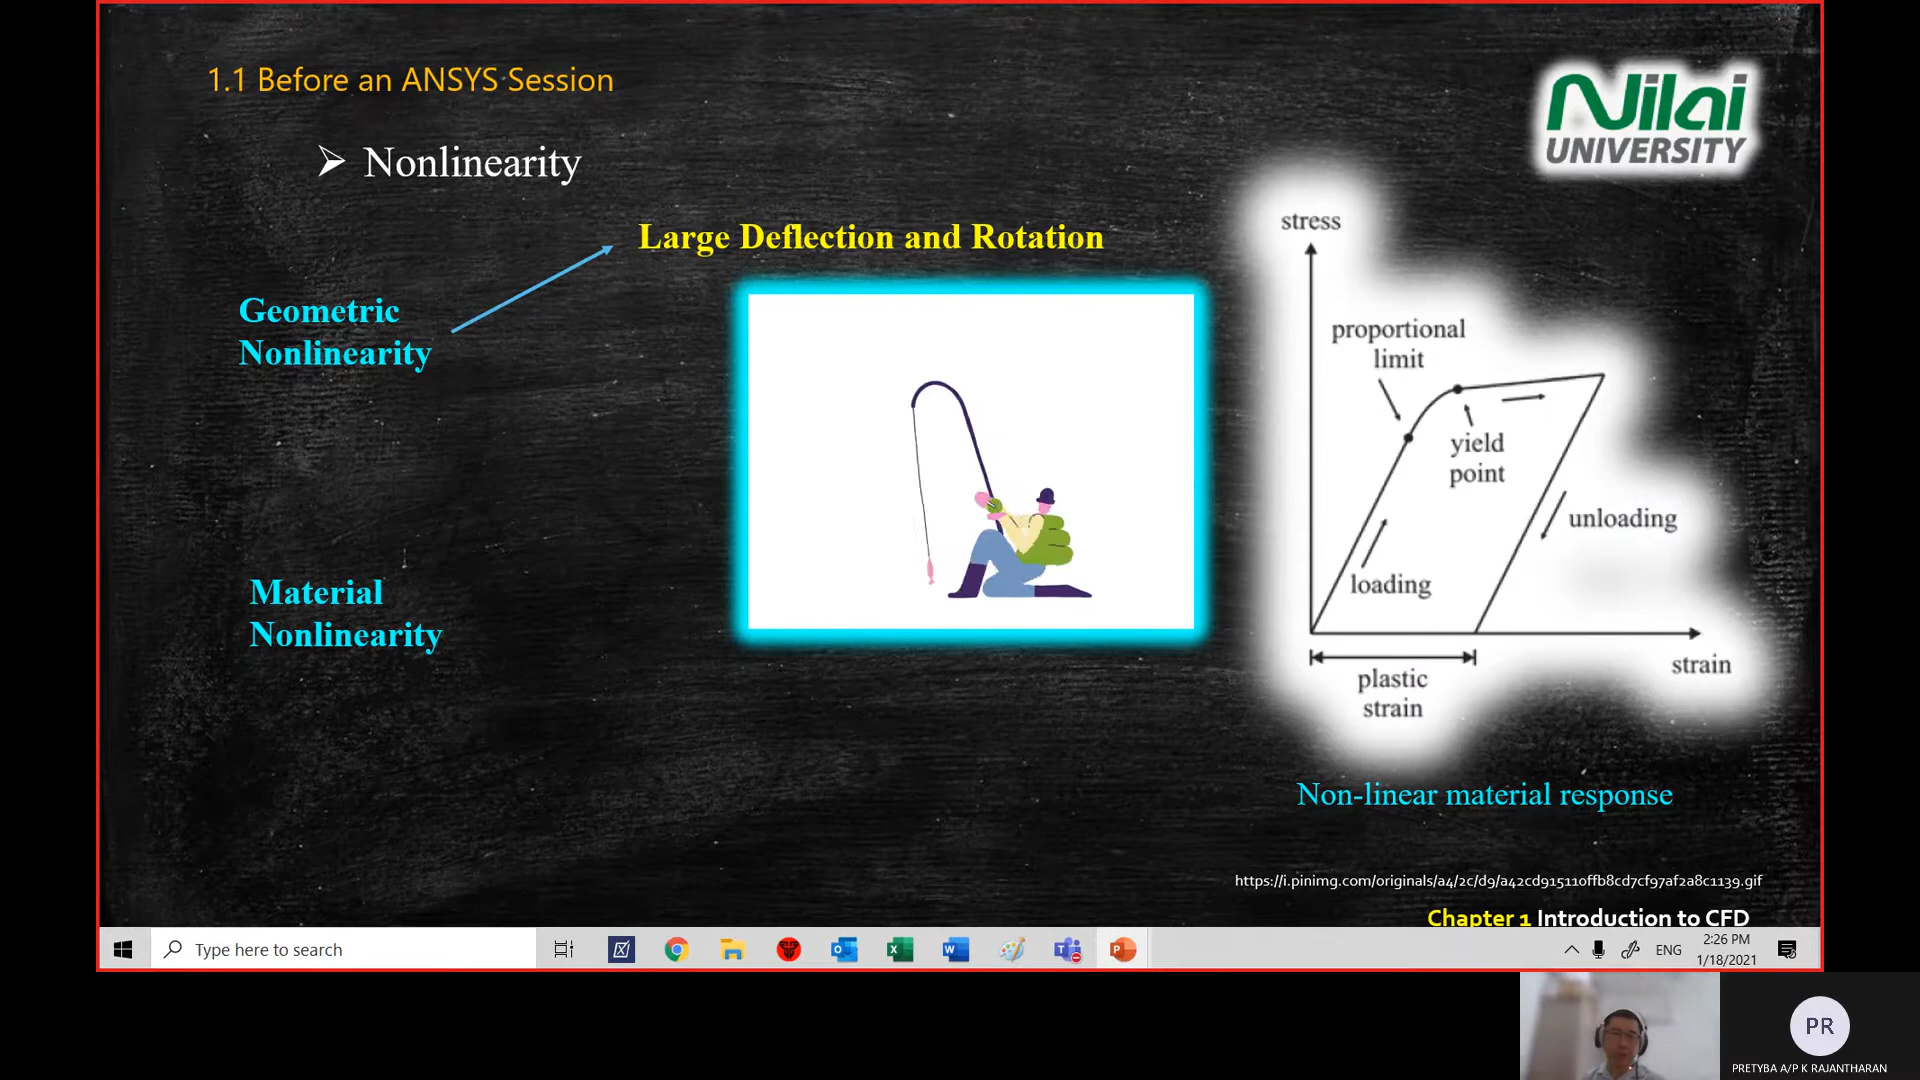 1.1 Before an ANSYS Session
Nilai
UNIVERSITY
➢ Nonlinearity
Large Deflection and Rotation
Geometric
Nonlinearity
Material
Nonlinearity
stress
proportional
limit
yield
point
unloading
loading
strain
plastic
strain
Non-linear material response
https://i.pinimg.com/originals/a4/2c/d9/a42cd91511offb8cd7cf97af2a8c1139.gif
Chapter 1 Introduction to CFD
Type here to search
ENG
2:26 PM
1/18/2021
PR
PRETYBA A/P K RAJANTHARAN